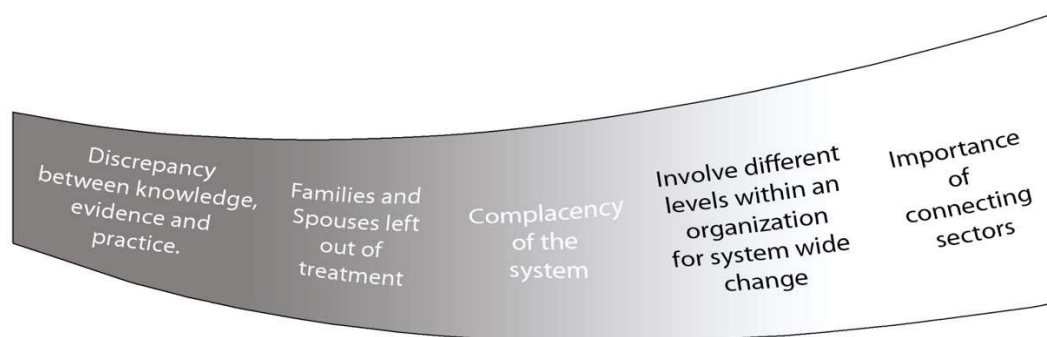 Discrepancy
between knowledge,
evidence and
practice.
Families and
Spouses left
out of
treatment
Complacency
of the
system
Involve different
levels within an
organization
for system wide
change
Importance
of
connecting
sectors